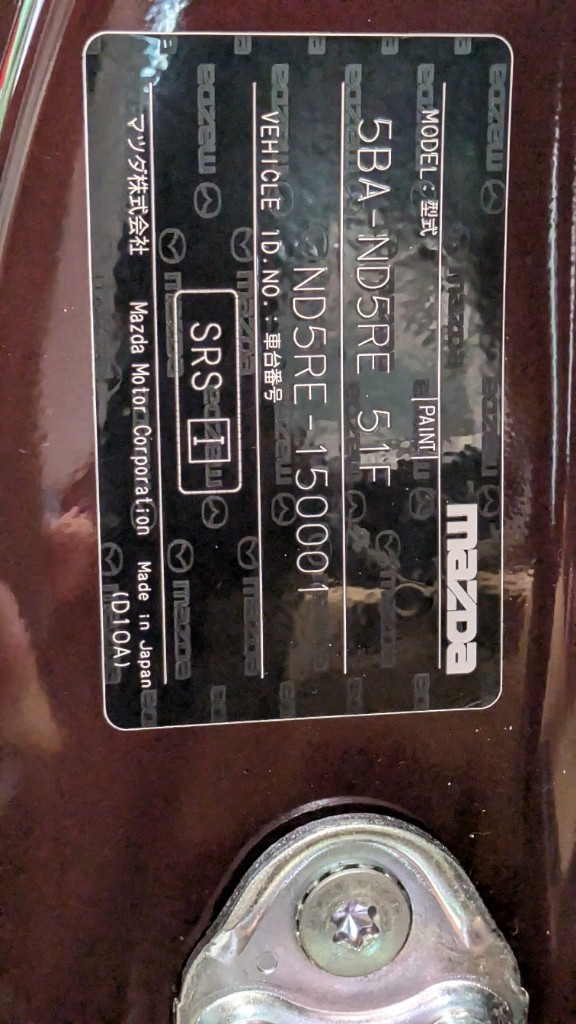 mazda
MODEL:型式 PAINT
5BA-ND5RE 51F
VEHICLE ID.NO.:車台番号
ND5RE-150001
SRS I
マツダ株式会社 Mazda Motor Corporation Made in Japan
(D10A)